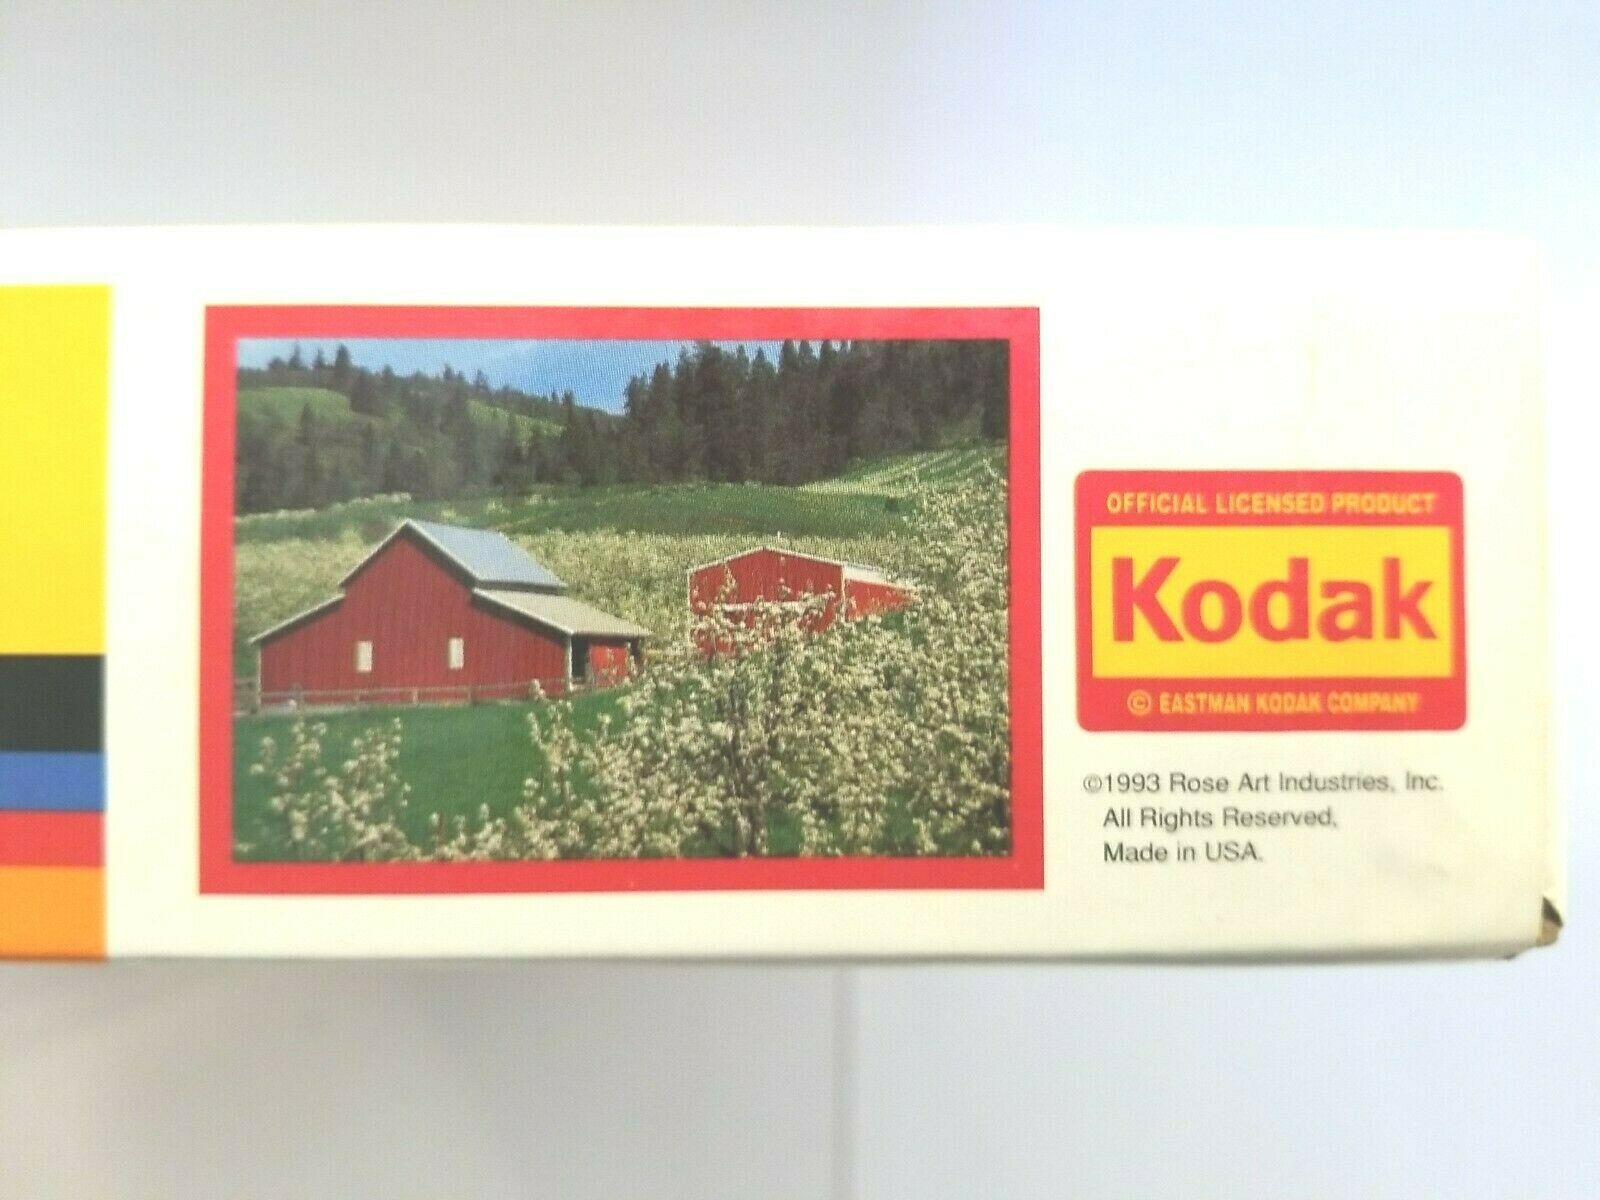 OFFICIAL LICENSED PRODUCT
Kodak
© EASTMAN KODAK COMPANY
©1993 Rose Art Industries, Inc.
All Rights Reserved,
Made in USA.